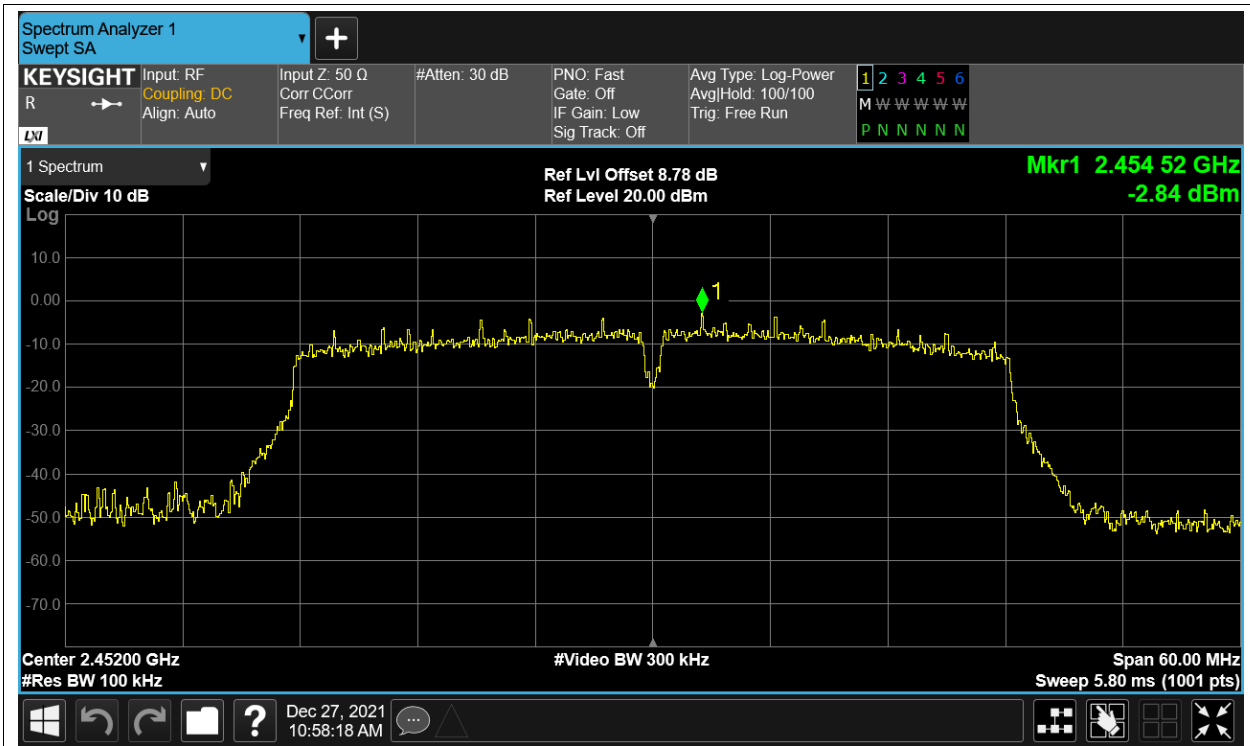 Spectrum Analyzer 1
Swept SA
KEYSIGHT
R
LXI
Input: RF
Coupling: DC
Align: Auto
Input Z: 50 Ω
Corr CCorr
Freq Ref: Int (S)
#Atten: 30 dB
PNO: Fast
Gate: Off
IF Gain: Low
Sig Track: Off
Avg Type: Log-Power
Avg|Hold: 100/100
Trig: Free Run
1 2 3 4 5 6
M W W W W W
P N N N N N
1 Spectrum
Scale/Div 10 dB
Log
Ref Lvl Offset 8.78 dB
Ref Level 20.00 dBm
Mkr1 2.454 52 GHz
-2.84 dBm
10.0
0.00
-10.0
-20.0
-30.0
-40.0
-50.0
-60.0
-70.0
1
Center 2.45200 GHz
#Res BW 100 kHz
#Video BW 300 kHz
Span 60.00 MHz
Sweep 5.80 ms (1001 pts)
?
Dec 27, 2021
10:58:18 AM